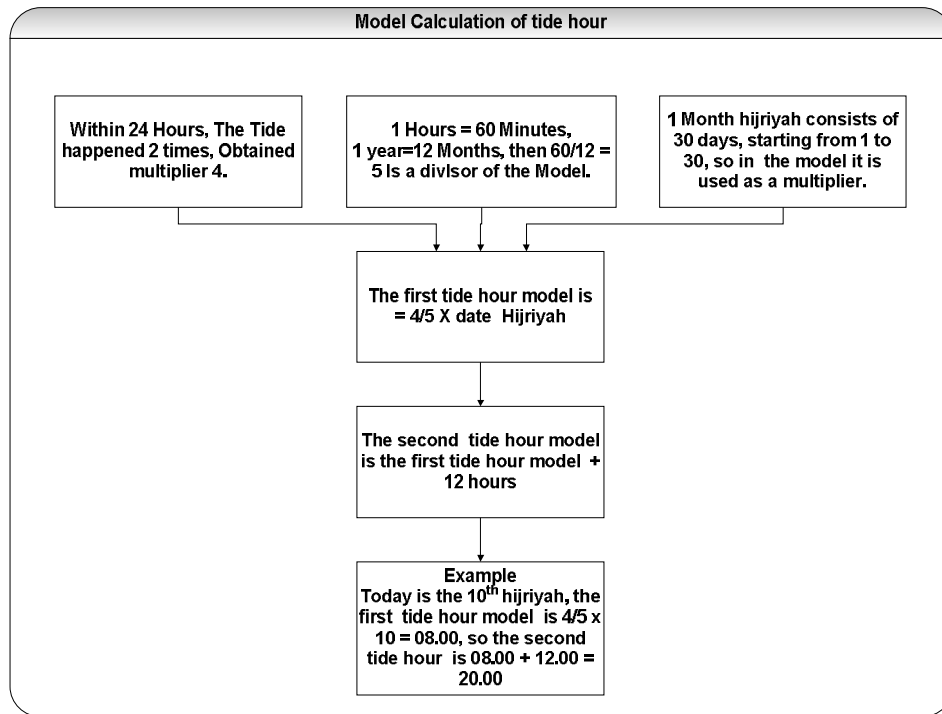 Model Calculation of tide hour
Within 24 Hours, The Tide
happened 2 times, Obtained
multiplier 4.
1 Hours = 60 Minutes,
1 year=12 Months, then 60/12 =
5 Is a divIsor of the Model.
1 Month hijriyah consists of
30 days, starting from 1 to
30, so in the model it is
used as a multiplier.
The first tide hour model is
= 4/5 X date Hijriyah
The second tide hour model
is the first tide hour model +
12 hours
Example
Today is the 10th hijriyah, the
first tide hour model is 4/5 x
10 = 08.00, so the second
tide hour is 08.00 + 12.00 =
20.00